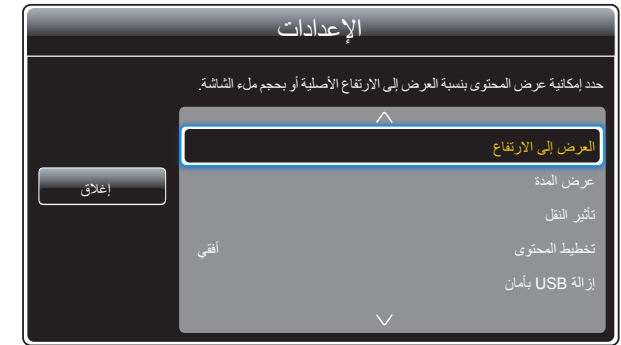 الإعدادات
حدد إمكانية عرض المحتوى بنسبة العرض إلى الارتفاع الأصلية أو بحجم ملء الشاشة.
العرض إلى الارتفاع
عرض المدة
إغلاق
تأثير النقل
تخطيط المحتوى أفقي
إزالة USB بأمان